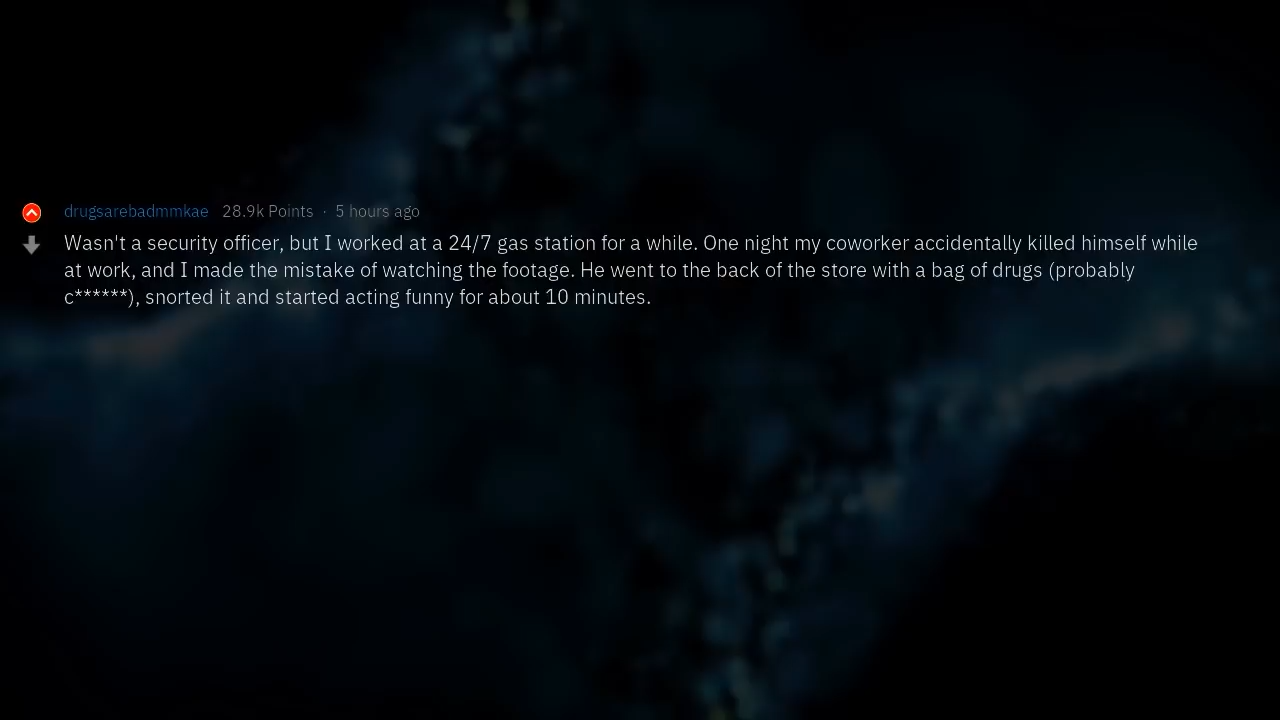 drugsarebadmmkae 28.9k Points · 5 hours ago
Wasn't a security officer, but I worked at a 24/7 gas station for a while. One night my coworker accidentally killed himself while
at work, and I made the mistake of watching the footage. He went to the back of the store with a bag of drugs (probably
c******), snorted it and started acting funny for about 10 minutes.